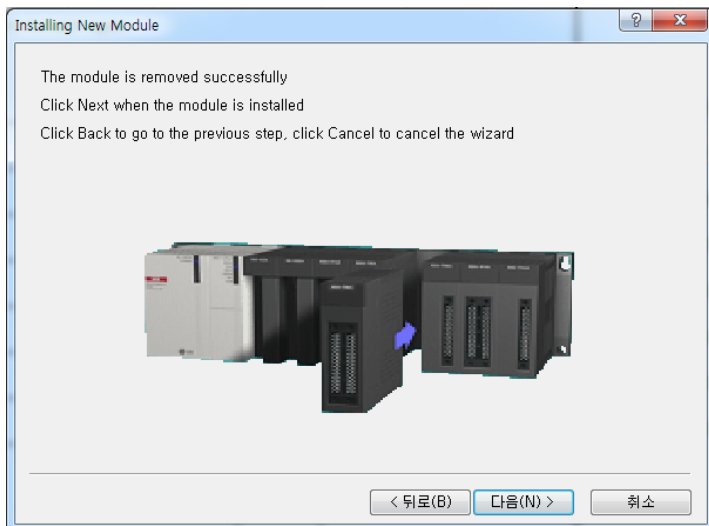 Installing New Module
The module is removed successfully
Click Next when the module is installed
Click Back to go to the previous step, click Cancel to cancel the wizard
< 뒤로(B)
다음(N) >
취소